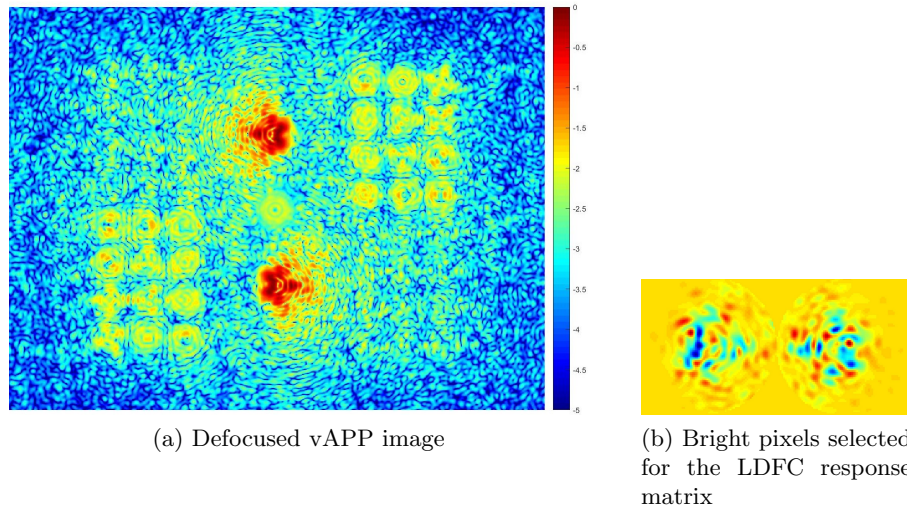 0
-0.5
-1
-1.5
-2
-2.5
-3
-3.5
-4
-4.5
-5
(a) Defocused vAPP image
(b) Bright pixels selected
for the LDFC response
matrix